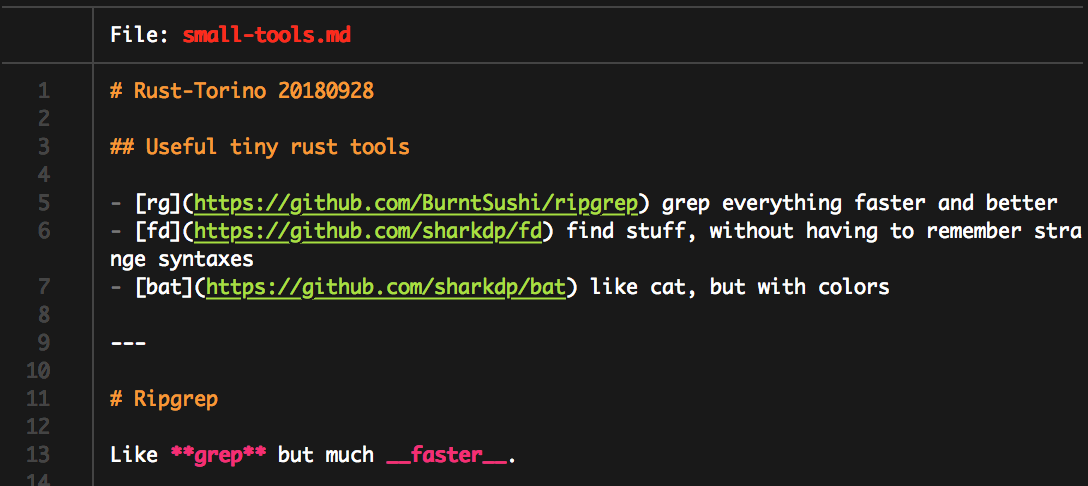 File: small-tools.md
1 # Rust-Torino 20180928
2
3 ## Useful tiny rust tools
4
5 - [rg](https://github.com/BurntSushi/ripgrep) grep everything faster and better
6 - [fd](https://github.com/sharkdp/fd) find stuff, without having to remember stra
nge syntaxes
7 - [bat](https://github.com/sharkdp/bat) like cat, but with colors
8
9 ---
10
11 # Ripgrep
12
13 Like **grep** but much __faster__.
14